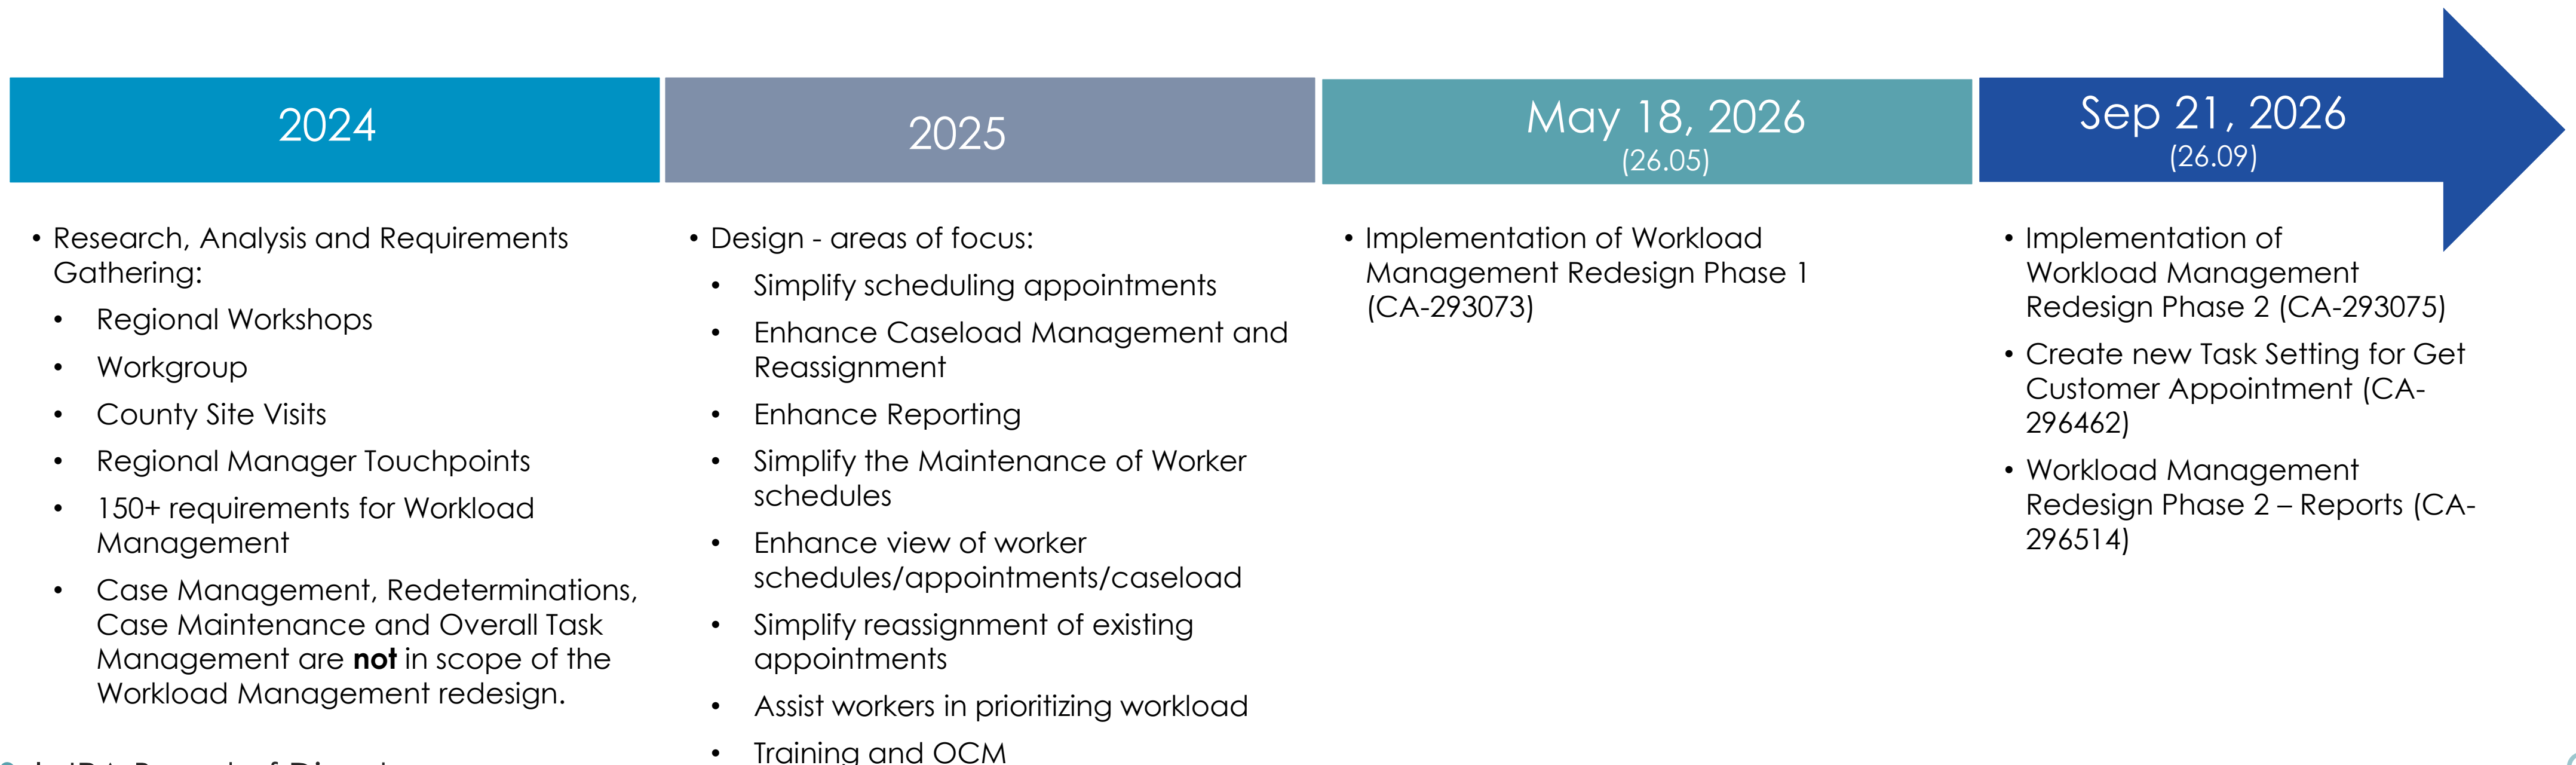 2024
• Research, Analysis and Requirements
Gathering:
• Regional Workshops
• Workgroup
• County Site Visits
• Regional Manager Touchpoints
• 150+ requirements for Workload
Management
• Case Management, Redeterminations,
Case Maintenance and Overall Task
Management are not in scope of the
Workload Management redesign.
2025
• Design - areas of focus:
• Simplify scheduling appointments
• Enhance Caseload Management and
Reassignment
• Enhance Reporting
• Simplify the Maintenance of Worker
schedules
• Enhance view of worker
schedules/appointments/caseload
• Simplify reassignment of existing
appointments
• Assist workers in prioritizing workload
• Training and OCM
May 18, 2026
(26.05)
• Implementation of Workload
Management Redesign Phase 1
(CA-293073)
Sep 21, 2026
(26.09)
• Implementation of
Workload Management
Redesign Phase 2 (CA-293075)
• Create new Task Setting for Get
Customer Appointment (CA-
296462)
• Workload Management
Redesign Phase 2 – Reports (CA-
296514)